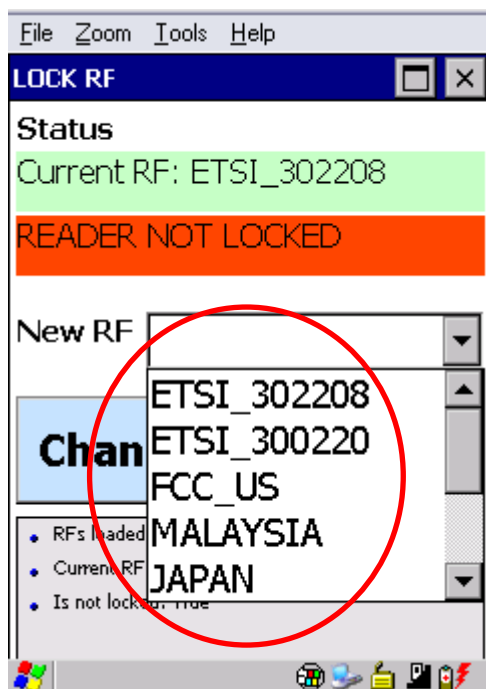 File Zoom Tools Help
LOCK RF
Status
Current RF: ETSI_302208
READER NOT LOCKED
New RF
ETSI_302208
ETSI_300220
FCC_US
MALAYSIA
JAPAN
Chan
RFs loaded
Current RF
Is not locked: True